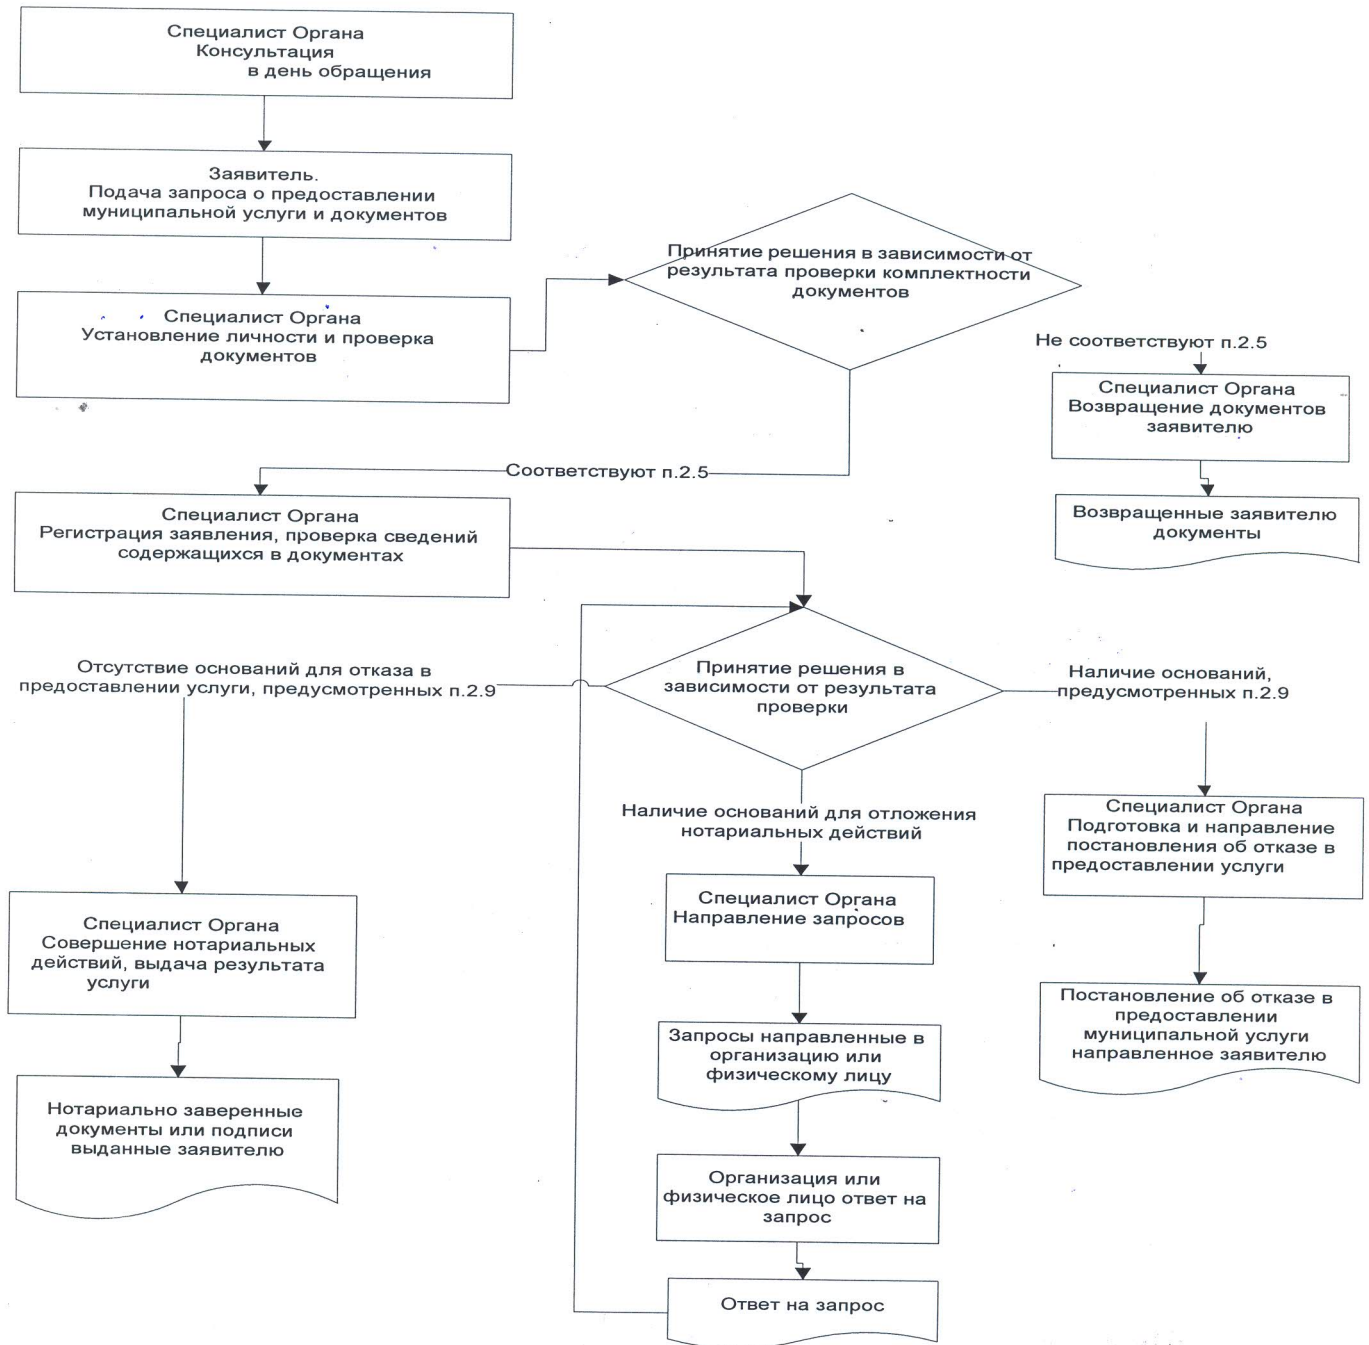 Специалист Органа
Консультация
в день обращения
Заявитель.
Подача запроса о предоставлении
муниципальной услуги и документов
Специалист Органа
Установление личности и проверка
документов
Принятие решения в зависимости от
результата проверки комплектности
документов
Не соответствуют п.2.5
Специалист Органа
Возвращение документов
заявителю
Возвращенные заявителю
документы
Соответствуют п.2.5
Специалист Органа
Регистрация заявления, проверка сведений
содержащихся в документах
Принятие решения в
зависимости от результата
проверки
Отсутствие оснований для отказа в
предоставлении услуги, предусмотренных п.2.9
Наличие оснований,
предусмотренных п.2.9
Наличие оснований для отложения
нотариальных действий
Специалист Органа
Подготовка и направление
постановления об отказе в
предоставлении услуги
Специалист Органа
Направление запросов
Специалист Органа
Совершение нотариальных
действий, выдача результата
услуги
Запросы направленные в
организацию или
физическому лицу
Постановление об отказе в
предоставлении
муниципальной услуги
направленное заявителю
Нотариально заверенные
документы или подписи
выданные заявителю
Организация или
физическое лицо ответ на
запрос
Ответ на запрос